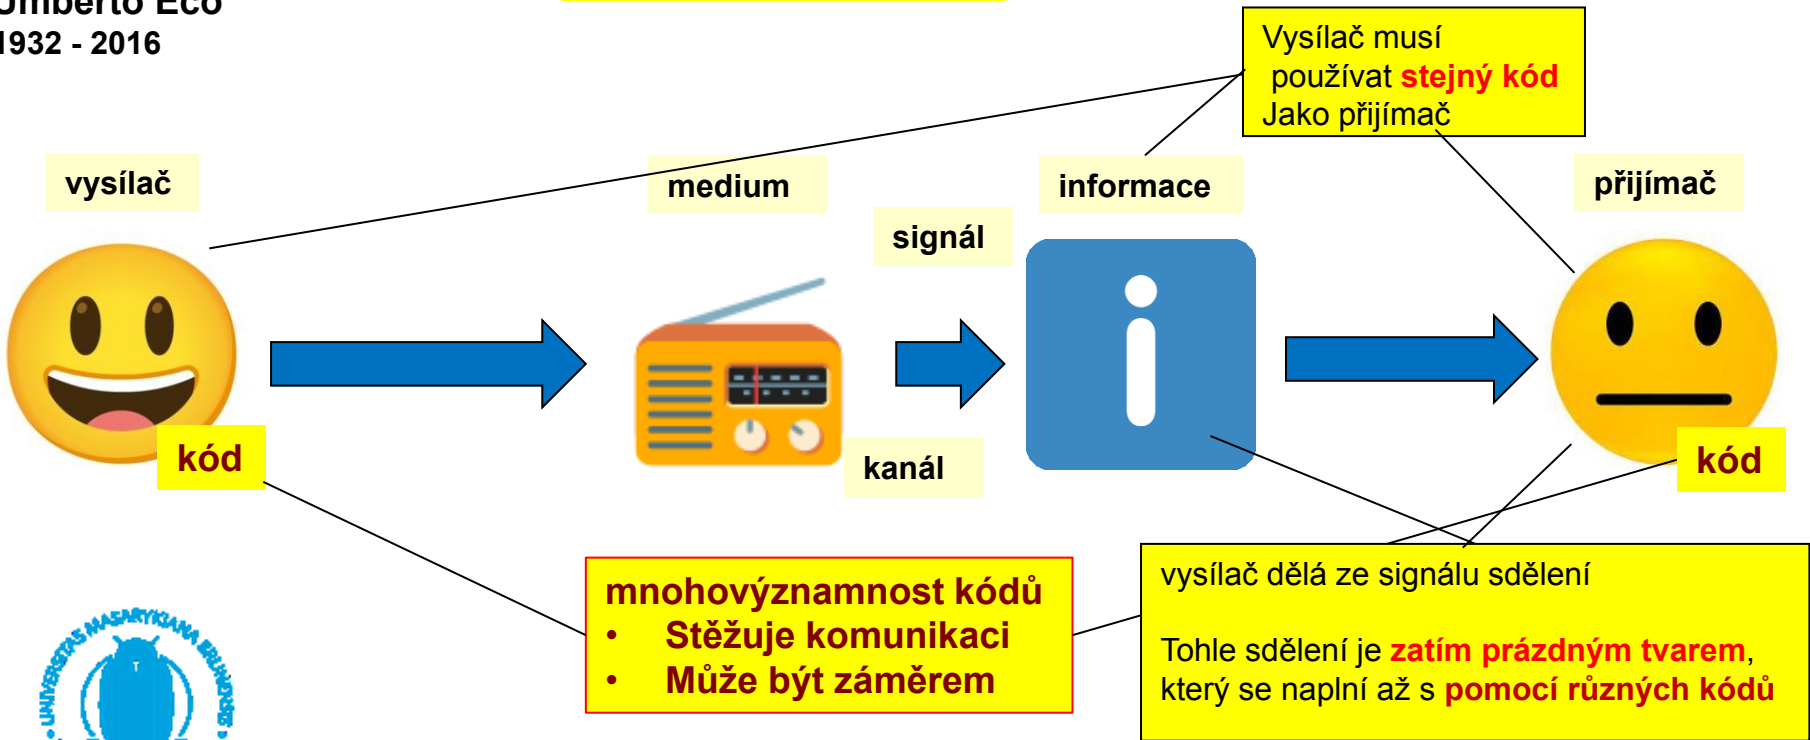 Umberto Eco
1932 - 2016
Vysílač musí
používat stejný kód
Jako přijímač
vysílač
medium
informace
přijímač
signál
kód
kanál
kód
mnohovýznamnost kódů
• Stěžuje komunikaci
• Může být záměrem
vysílač dělá ze signálu sdělení
Tohle sdělení je zatím prázdným tvarem,
který se naplní až s pomocí různých kódů
UNIVERSITAS MASARYKIANA BRUNENSIS